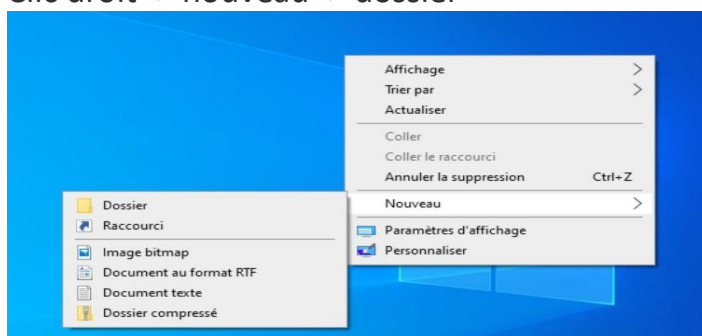 Clic droit → nouveau → dossier
Affichage
Trier par
Actualiser
Coller
Coller le raccourci
Annuler la suppression Ctrl+Z
Nouveau
Paramètres d'affichage
Personnaliser
Dossier
Raccourci
Image bitmap
Document au format RTF
Document texte
Dossier compressé